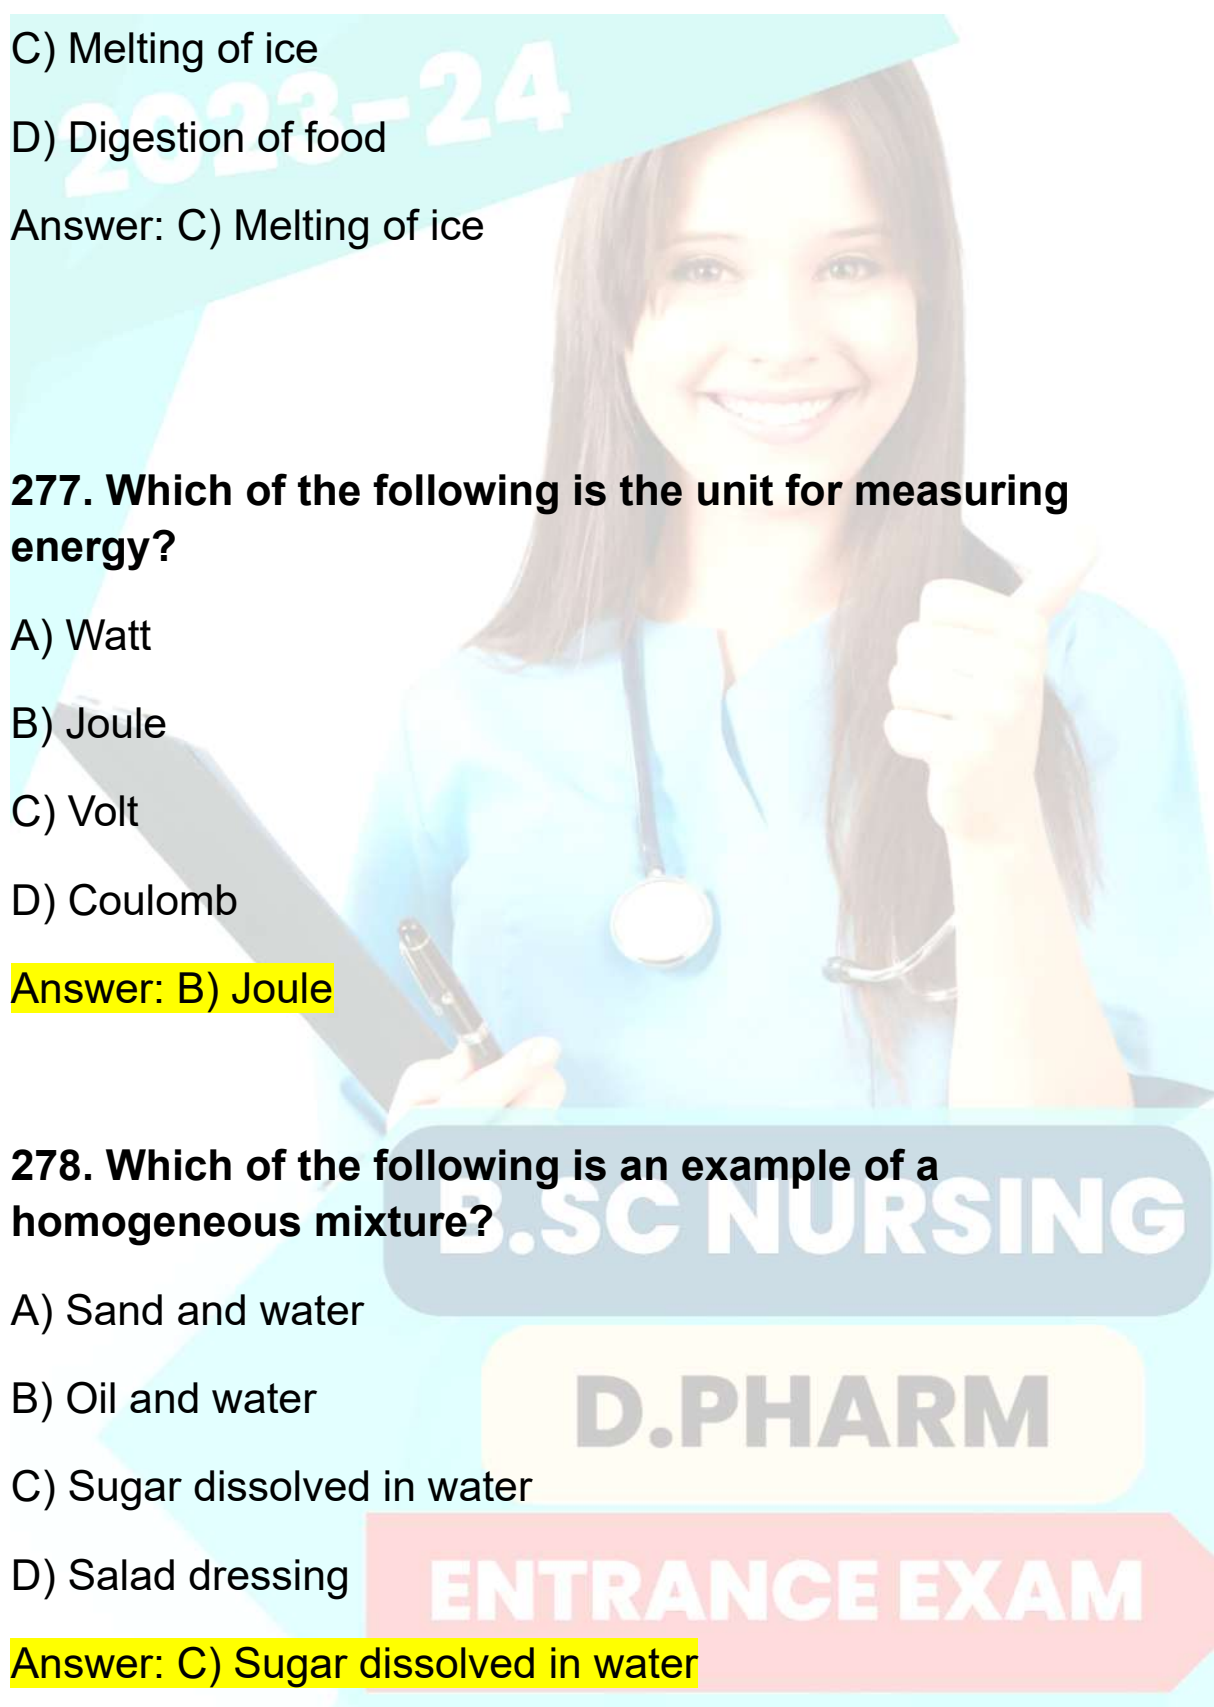 C) Melting of ice
2023-24
D) Digestion of food
Answer: C) Melting of ice
277. Which of the following is the unit for measuring
energy?
A) Watt
B) Joule
C) Volt
D) Coulomb
Answer: B) Joule
278. Which of the following is an example of a
homogeneous mixture?
B.SC NURSING
A) Sand and water
B) Oil and water
D.PHARM
C) Sugar dissolved in water
D) Salad dressing
ENTRANCE EXAM
Answer: C) Sugar dissolved in water